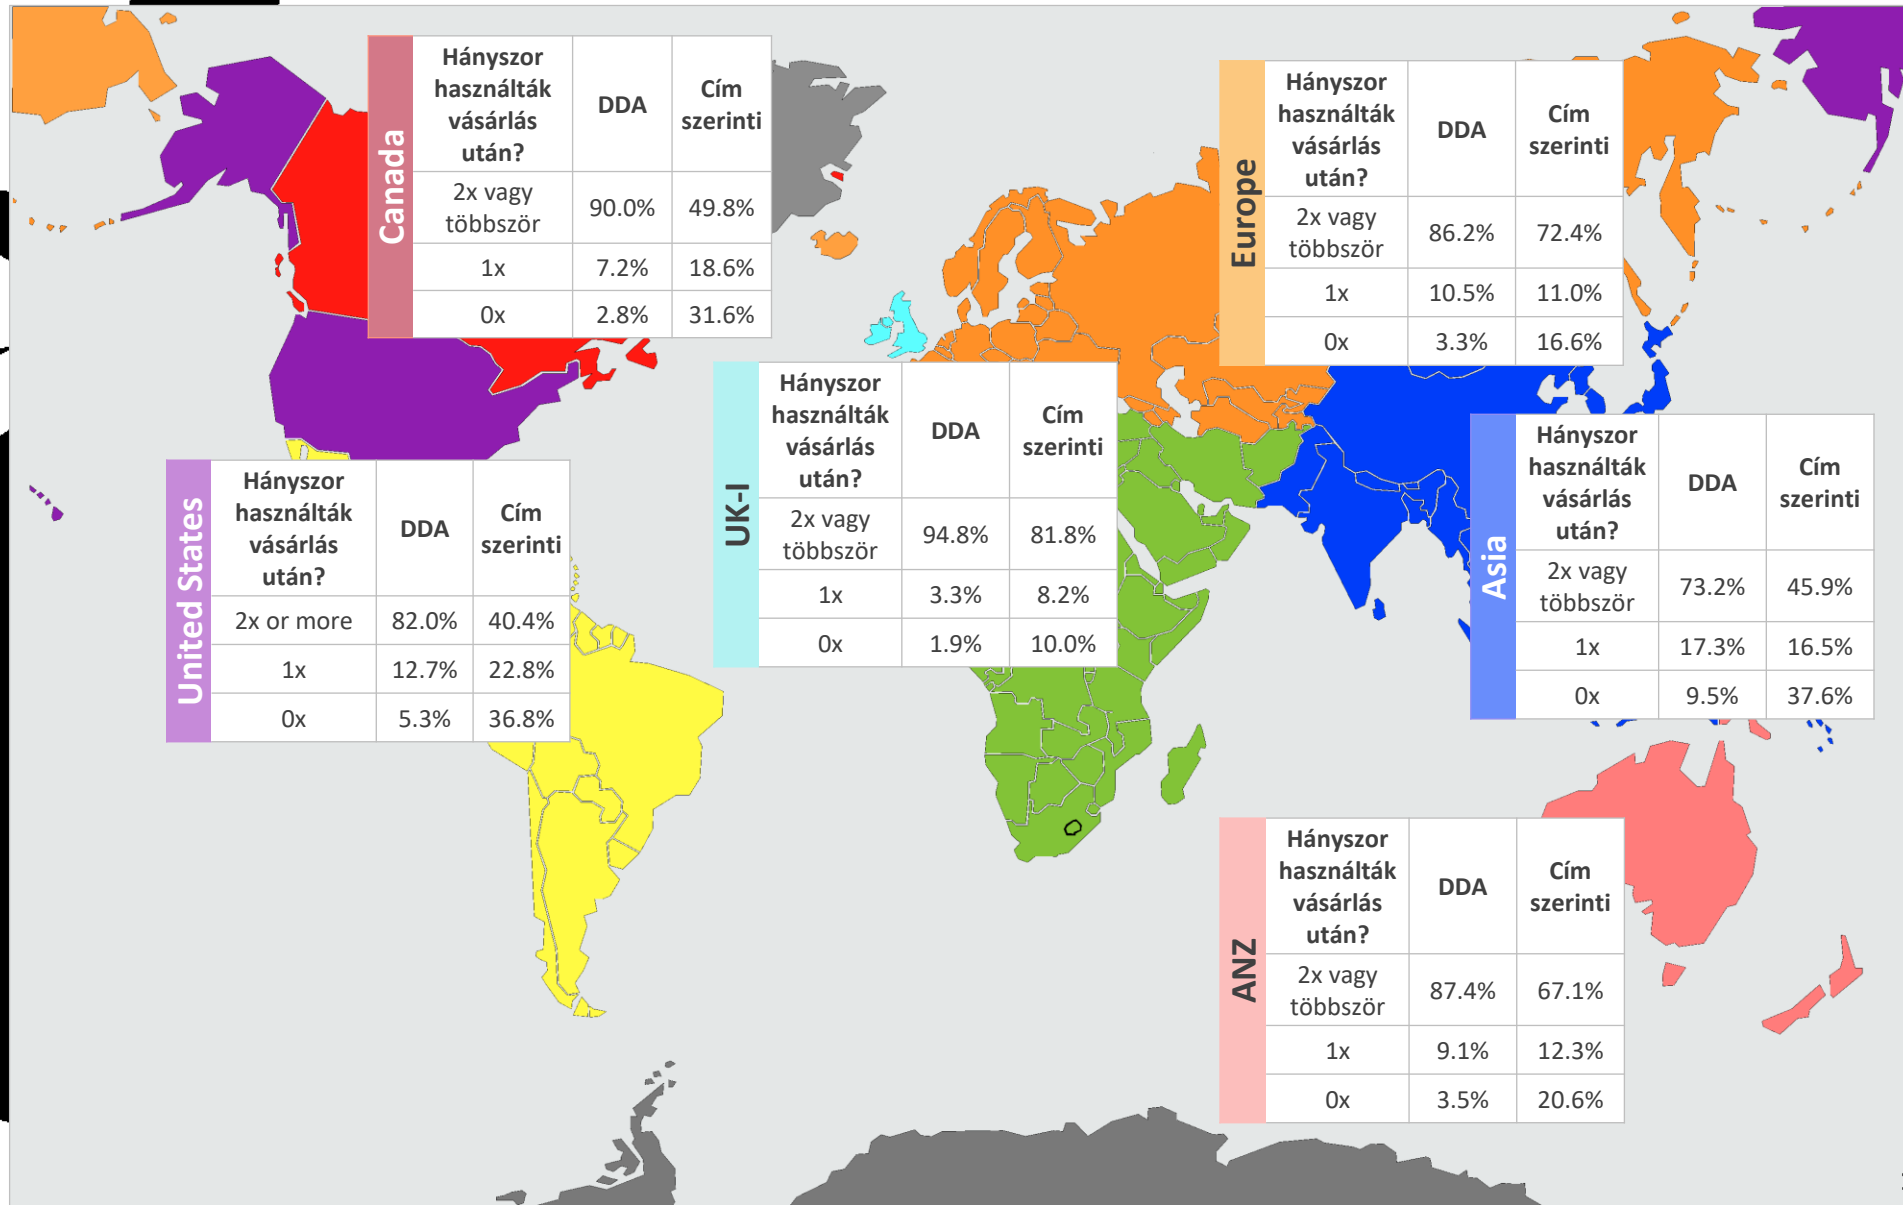 Canada
Hányszor
használták
vásárlás
után?
DDA
Cím
szerinti
2x vagy
többször
90.0%
49.8%
1x
7.2%
18.6%
0x
2.8%
31.6%
Europe
Hányszor
használták
vásárlás
után?
DDA
Cím
szerinti
2x vagy
többször
86.2%
72.4%
1x
10.5%
11.0%
0x
3.3%
16.6%
UK-I
Hányszor
használták
vásárlás
után?
DDA
Cím
szerinti
2x vagy
többször
94.8%
81.8%
1x
3.3%
8.2%
0x
1.9%
10.0%
Asia
Hányszor
használták
vásárlás
után?
DDA
Cím
szerinti
2x vagy
többször
73.2%
45.9%
1x
17.3%
16.5%
0x
9.5%
37.6%
United States
Hányszor
használták
vásárlás
után?
DDA
Cím
szerinti
2x or more
82.0%
40.4%
1x
12.7%
22.8%
0x
5.3%
36.8%
ANZ
Hányszor
használták
vásárlás
után?
DDA
Cím
szerinti
2x vagy
többször
87.4%
67.1%
1x
9.1%
12.3%
0x
3.5%
20.6%